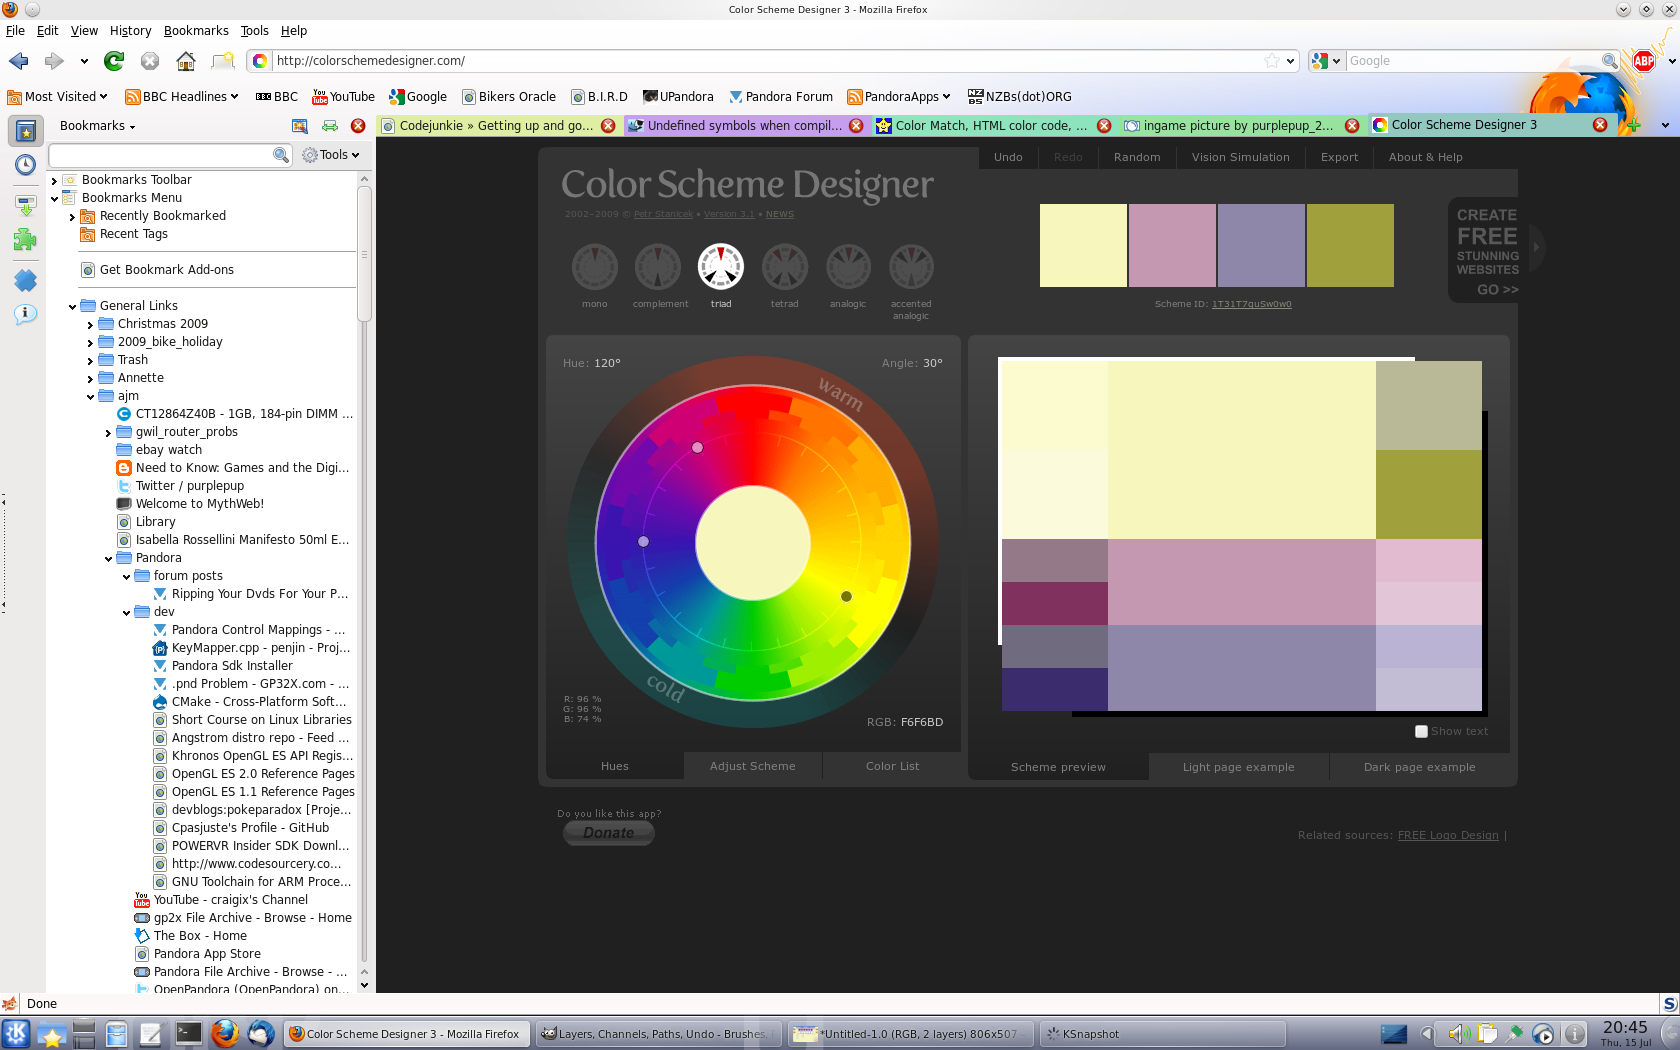 Color Scheme Designer 3 - Mozilla Firefox
File Edit View History Bookmarks Tools Help
http://colorschemedesigner.com/
Google
ABP
Most Visited BBC Headlines BBC YouTube Google Bikers Oracle B.I.R.D UPandora Pandora Forum PandoraApps NZBs(dot)ORG
Bookmarks
Codejunkie » Getting up and go...
Undefined symbols when compil...
Color Match, HTML color code, ...
ingame picture by purplepup_2...
Color Scheme Designer 3
Tools
Bookmarks Toolbar
Bookmarks Menu
Recently Bookmarked
Recent Tags
Get Bookmark Add-ons
General Links
Christmas 2009
2009_bike_holiday
Trash
Annette
ajm
CT12864Z40B - 1GB, 184-pin DIMM ...
gwil_router_probs
ebay watch
Need to Know: Games and the Digi...
Twitter / purplepup
Welcome to MythWeb!
Library
Isabella Rossellini Manifesto 50ml E...
Pandora
forum posts
Ripping Your Dvds For Your P...
dev
Pandora Control Mappings - ...
KeyMapper.cpp - penjin - Proj...
Pandora Sdk Installer
.pnd Problem - GP32X.com - ...
CMake - Cross-Platform Soft...
Short Course on Linux Libraries
Angstrom distro repo - Feed ...
Khronos OpenGL ES API Regis...
OpenGL ES 2.0 Reference Pages
OpenGL ES 1.1 Reference Pages
devblogs:pokeparadox [Proje...
Cpasjuste's Profile - GitHub
POWERVR Insider SDK Downl...
http://www.codesourcery.co...
GNU Toolchain for ARM Proce...
YouTube - craigix's Channel
gp2x File Archive - Browse - Home
The Box - Home
Pandora App Store
Pandora File Archive - Browse - ...
OpenPandora (OpenPandora) on...
Undo Redo Random Vision Simulation Export About & Help
Color Scheme Designer
2002–2009 © Petr Stanicek • Version 3.1 • NEWS
mono complement triad tetrad analogic accented analogic
Scheme ID: 1T31T7guSw0w0
CREATE
FREE
STUNNING
WEBSITES
GO >>
Hue: 120°
Angle: 30°
warm
cold
R: 96 %
G: 96 %
B: 74 %
RGB: F6F6BD
Hues Adjust Scheme Color List
Show text
Scheme preview Light page example Dark page example
Do you like this app?
Donate
Related sources: FREE Logo Design |
Done
Color Scheme Designer 3 - Mozilla Firefox
Layers, Channels, Paths, Undo - Brushes,
*Untitled-1.0 (RGB, 2 layers) 806x507
KSnapshot
20:45
Thu, 15 Jul